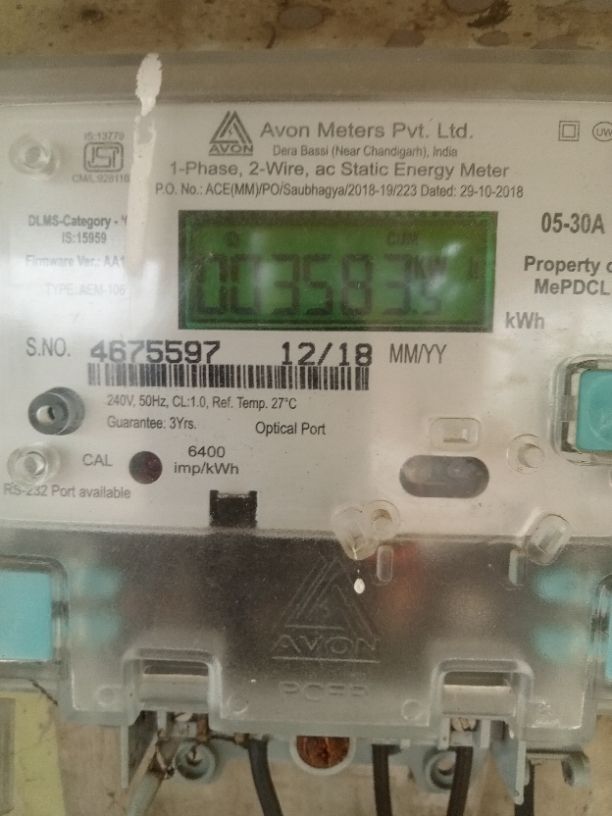 IS:13779
ISI
CM/L
AVON
Avon Meters Pvt. Ltd.
Dera Bassi (Near Chandigarh), India
1-Phase, 2-Wire, ac Static Energy Meter
P.O. No.: ACE(MM)/PO/Saubhagya/2018-19/223 Dated: 29-10-2018
UW
DLMS-Category -
IS:15959
Firmware Ver.: AA1
TYPE: AEM-106
CUM
003583
kWh
05-30A
Property
MePDCL
S.NO. 4675597 12/18 MM/YY
240V, 50Hz, CL:1.0, Ref. Temp. 27°C
Guarantee: 3Yrs.
Optical Port
CAL
6400
imp/kWh
RS-232 Port available
AVON